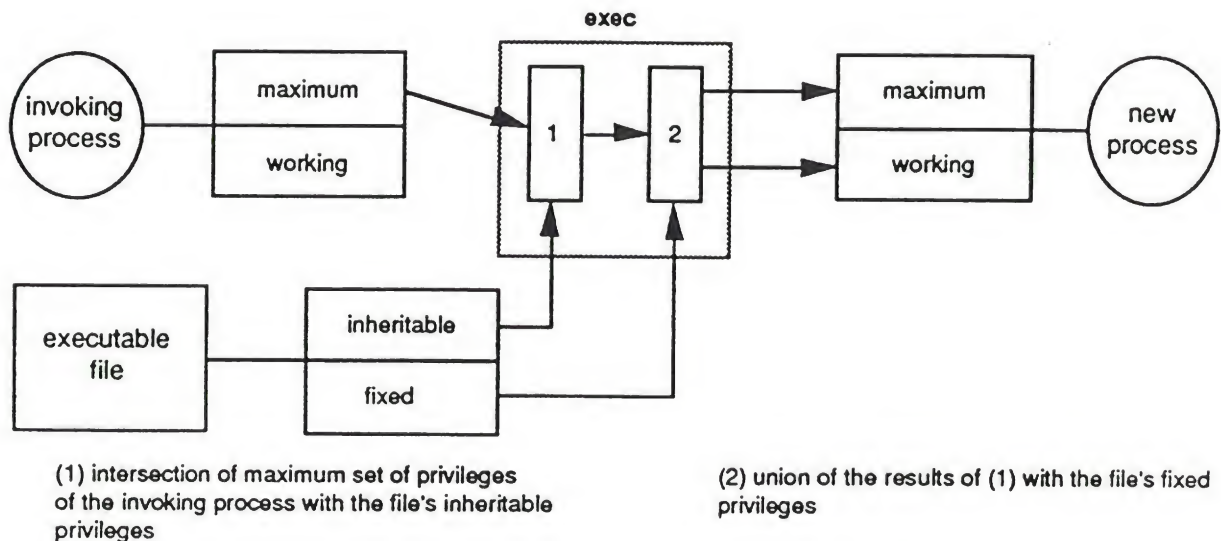 exec
invoking
process
maximum
working
1
2
maximum
working
new
process
executable
file
inheritable
fixed
(1) intersection of maximum set of privileges
of the invoking process with the file's inheritable
privileges
(2) union of the results of (1) with the file's fixed
privileges